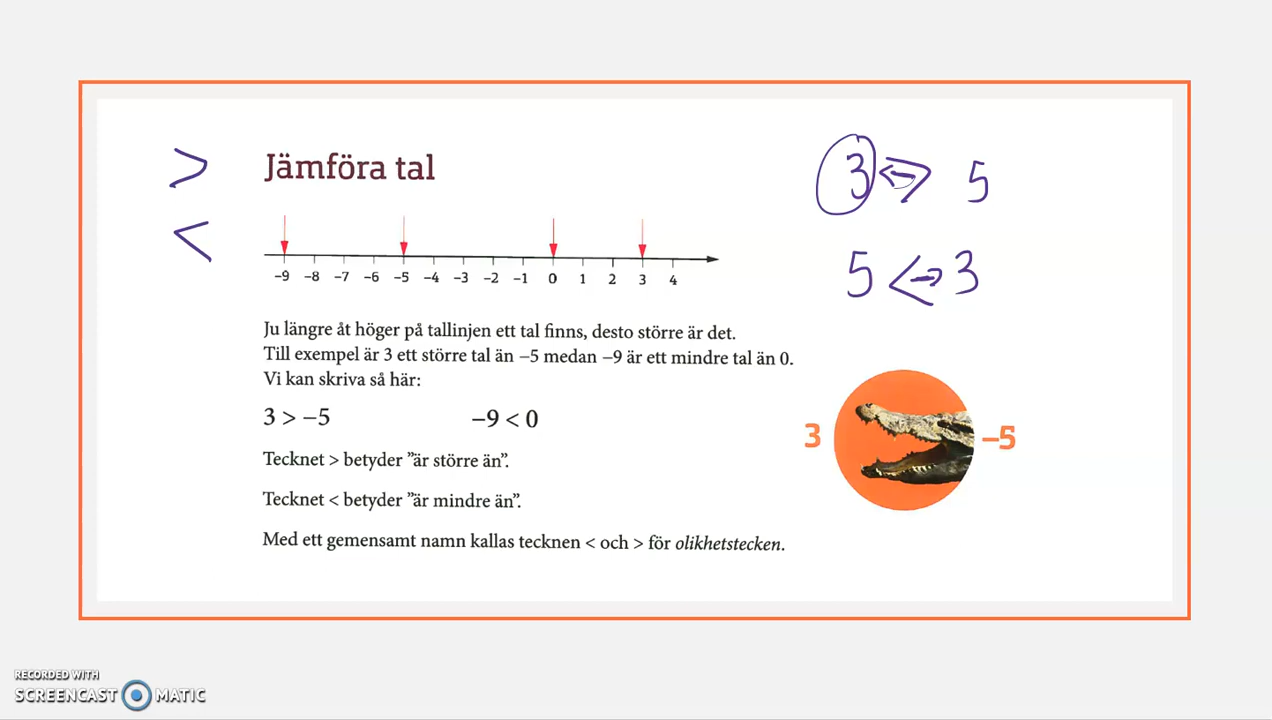 >
Jämföra tal
<
-9 -8 -7 -6 -5 -4 -3 -2 -1 0 1 2 3 4
Ju längre åt höger på tallinjen ett tal finns, desto större är det.
Till exempel är 3 ett större tal än −5 medan −9 är ett mindre tal än 0.
Vi kan skriva så här:
3 > −5 −9 < 0
Tecknet > betyder ”är större än”.
Tecknet < betyder ”är mindre än”.
Med ett gemensamt namn kallas tecknen < och > för olikhetstecken.
3 5
5 3
3 −5
RECORDED WITH
SCREENCAST MATIC